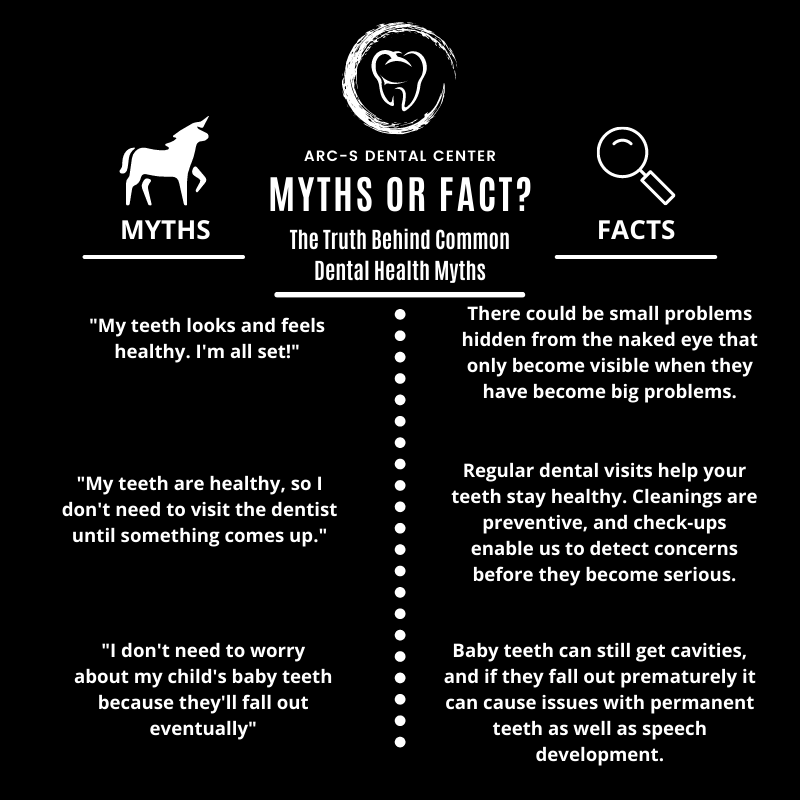 ARC-S DENTAL CENTER
MYTHS OR FACT?
The Truth Behind Common
Dental Health Myths
MYTHS
FACTS
"My teeth looks and feels
healthy. I'm all set!"
There could be small problems
hidden from the naked eye that
only become visible when they
have become big problems.
"My teeth are healthy, so I
don't need to visit the dentist
until something comes up."
Regular dental visits help your
teeth stay healthy. Cleanings are
preventive, and check-ups
enable us to detect concerns
before they become serious.
"I don't need to worry
about my child's baby teeth
because they'll fall out
eventually"
Baby teeth can still get cavities,
and if they fall out prematurely it
can cause issues with permanent
teeth as well as speech
development.